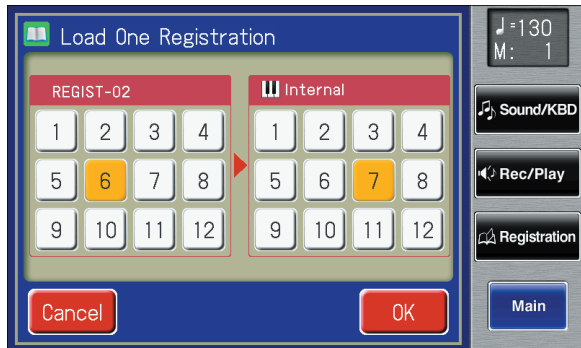 Load One Registration
REGIST-02
1 2 3 4
5 6 7 8
9 10 11 12
Internal
1 2 3 4
5 6 7 8
9 10 11 12
Cancel
OK
♩=130
M: 1
Sound/KBD
Rec/Play
Registration
Main